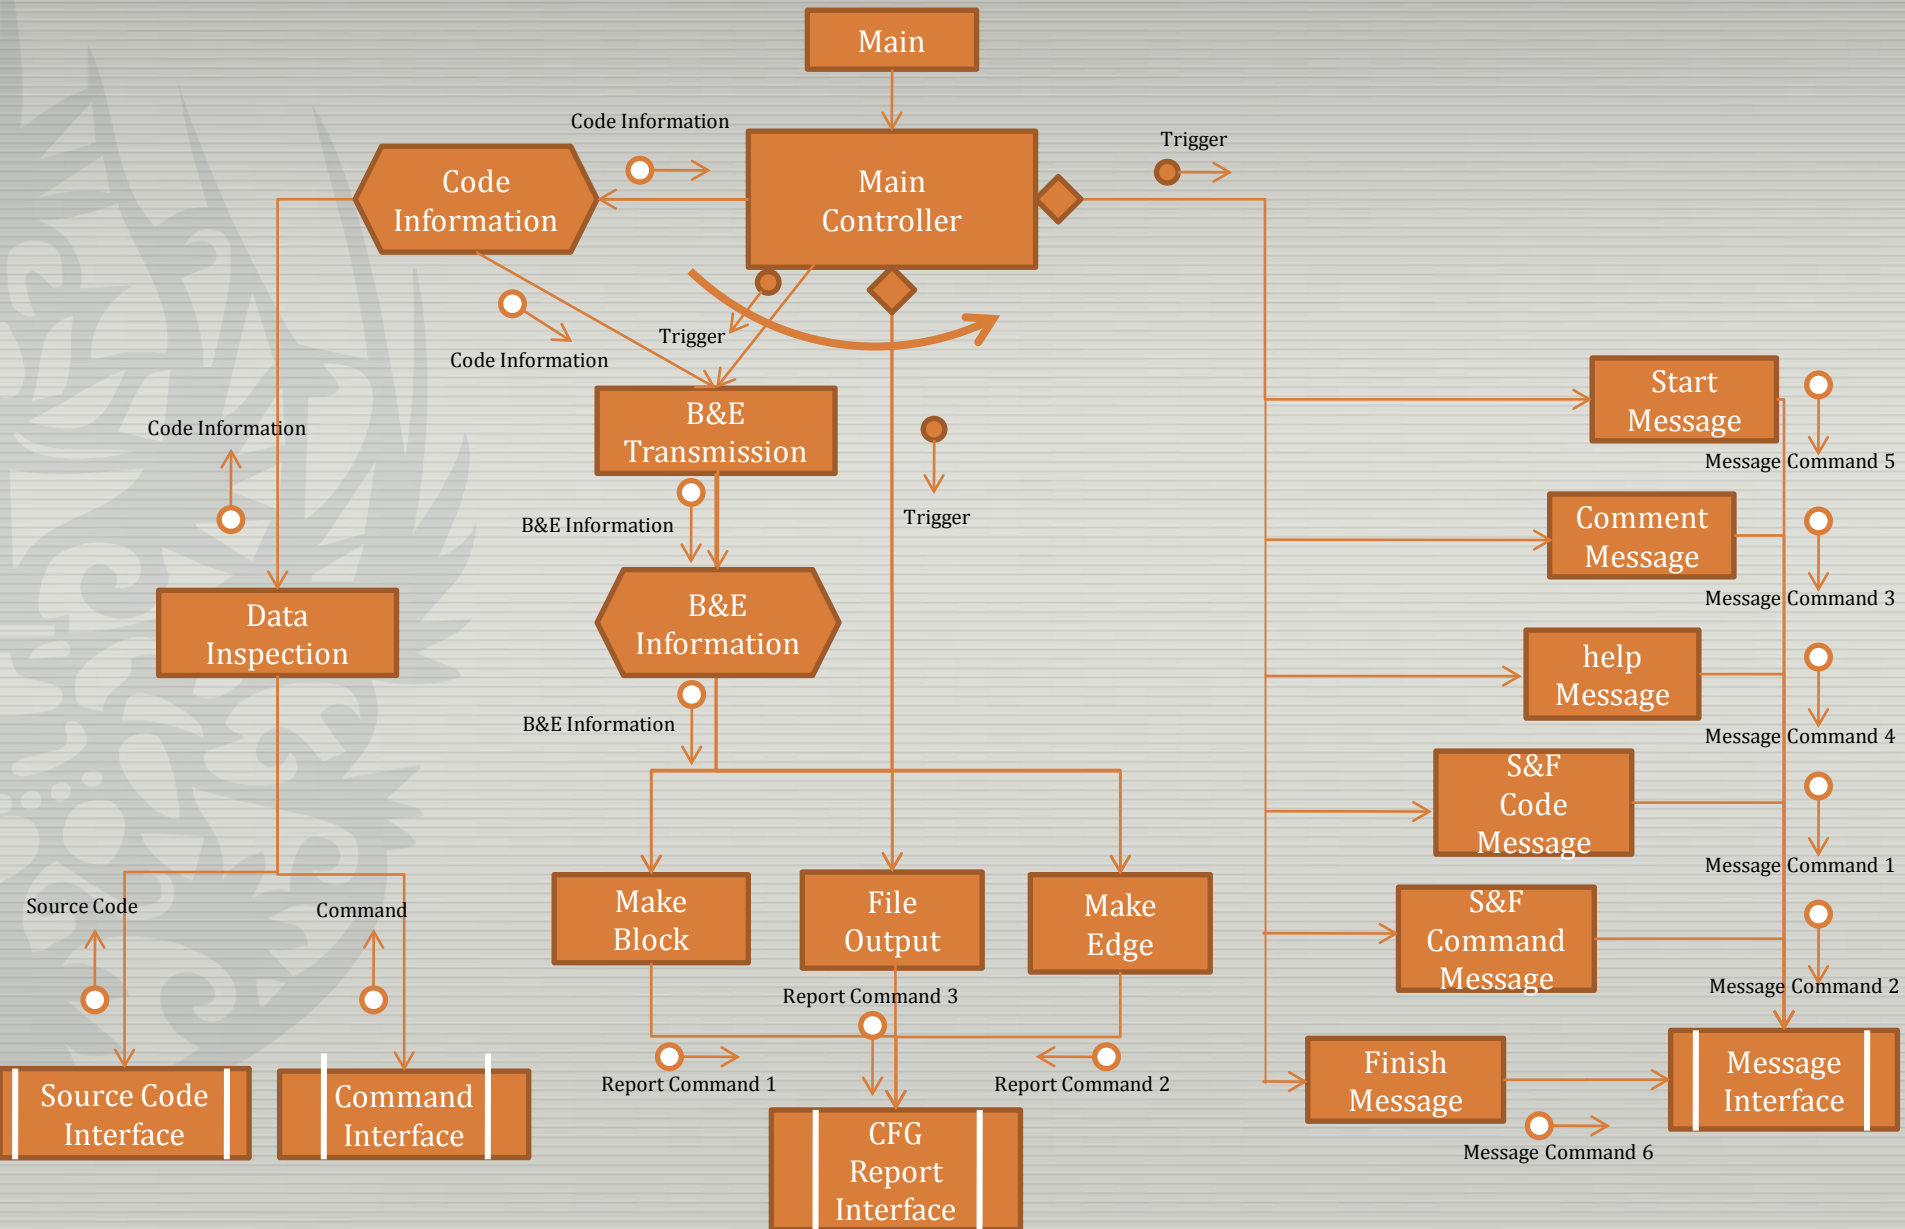 Main
Code Information
Trigger
Code
Information
Main
Controller
Trigger
Code Information
B&E
Transmission
Start
Message
Code Information
Message Command 5
B&E Information
Trigger
Comment
Message
B&E
Information
Data
Inspection
Message Command 3
help
Message
B&E Information
Message Command 4
S&F
Code
Message
Message Command 1
Source Code
Command
Make
Block
File
Output
Make
Edge
S&F
Command
Message
Report Command 3
Message Command 2
Source Code
Interface
Command
Interface
Report Command 1
Report Command 2
Finish
Message
Message
Interface
CFG
Report
Interface
Message Command 6